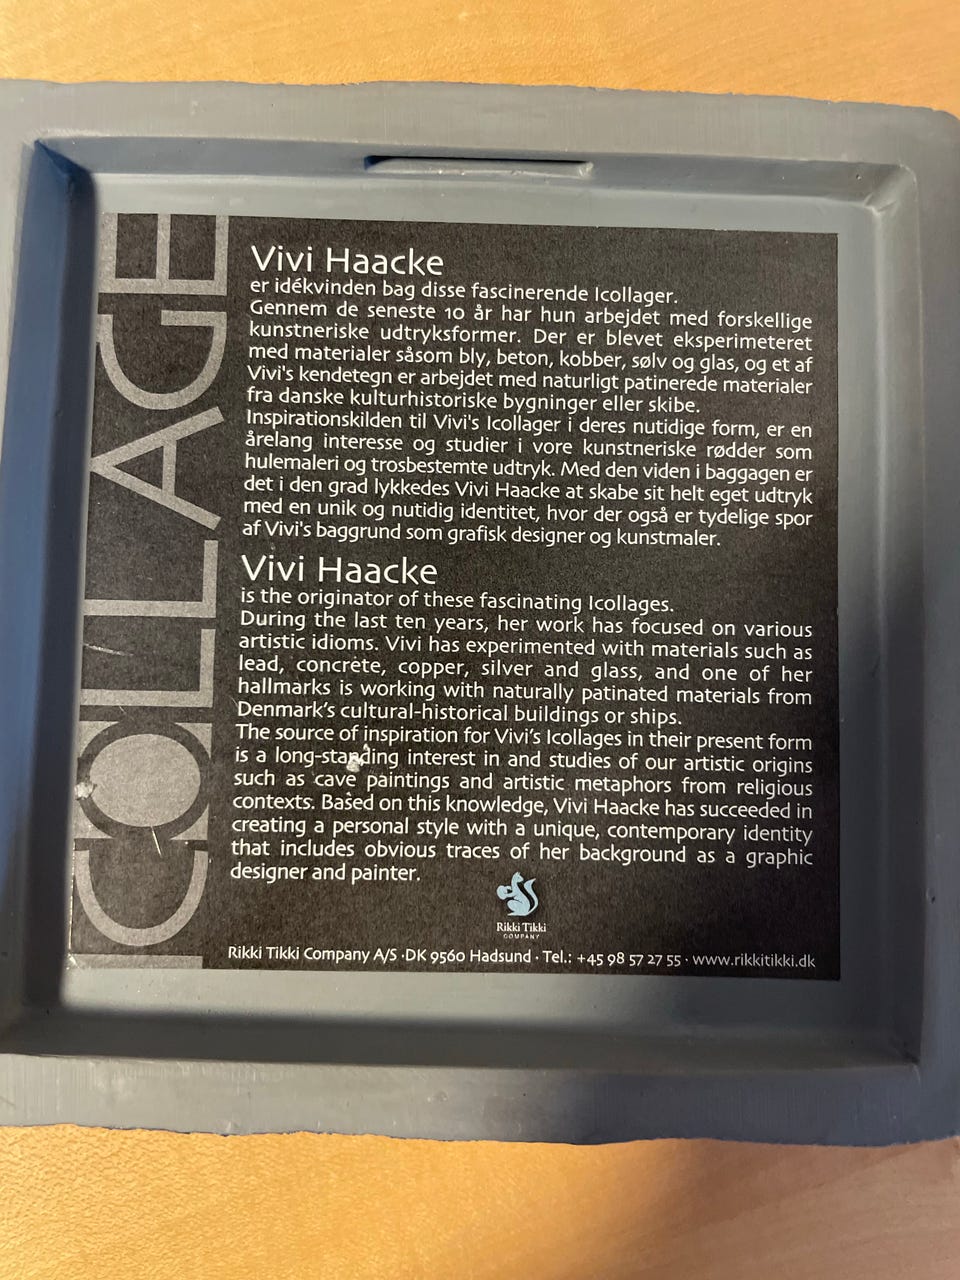 ICOLLAGE
Vivi Haacke
er idékvinden bag disse fascinerende Icollager.
Gennem de seneste 10 år har hun arbejdet med forskellige
kunstneriske udtryksformer. Der er blevet eksperimeteret
med materialer såsom bly, beton, kobber, sølv og glas, og et af
Vivi's kendetegn er arbejdet med naturligt patinerede materialer
fra danske kulturhistoriske bygninger eller skibe.
Inspirationskilden til Vivi's Icollager i deres nutidige form, er en
årelang interesse og studier i vore kunstneriske rødder som
hulemaleri og trosbestemte udtryk. Med den viden i baggagen er
det i den grad lykkedes Vivi Haacke at skabe sit helt eget udtryk
med en unik og nutidig identitet, hvor der også er tydelige spor
af Vivi's baggrund som grafisk designer og kunstmaler.
Vivi Haacke
is the originator of these fascinating Icollages.
During the last ten years, her work has focused on various
artistic idioms. Vivi has experimented with materials such as
lead, concrete, copper, silver and glass, and one of her
hallmarks is working with naturally patinated materials from
Denmark's cultural-historical buildings or ships.
The source of inspiration for Vivi's Icollages in their present form
is a long-standing interest in and studies of our artistic origins
such as cave paintings and artistic metaphors from religious
contexts. Based on this knowledge, Vivi Haacke has succeeded in
creating a personal style with a unique, contemporary identity
that includes obvious traces of her background as a graphic
designer and painter.
Rikki Tikki
COMPANY
Rikki Tikki Company A/S · DK 9560 Hadsund · Tel.: +45 98 57 27 55 · www.rikkitikki.dk